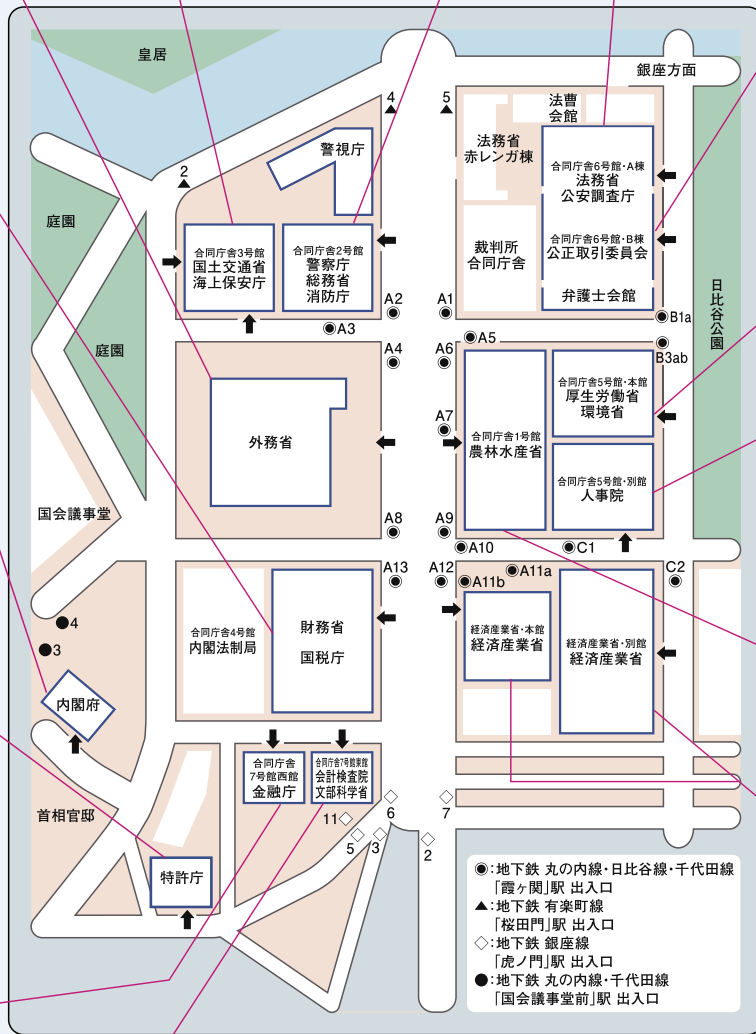 皇居
銀座方面
4
5
法曹
会館
法務省
赤レンガ棟
警視庁
合同庁舎6号館・A棟
法務省
公安調査庁
2
庭園
合同庁舎3号館
国土交通省
海上保安庁
合同庁舎2号館
警察庁
総務省
消防庁
裁判所
合同庁舎
合同庁舎6号館・B棟
公正取引委員会
弁護士会館
日比谷公園
A2
A1
B1a
A3
A5
庭園
A4
A6
B3ab
合同庁舎5号館・本館
厚生労働省
環境省
A7
外務省
合同庁舎1号館
農林水産省
合同庁舎5号館・別館
人事院
国会議事堂
A8
A9
A10
C1
A13
A12
A11b
A11a
C2
4
3
合同庁舎4号館
内閣法制局
財務省
国税庁
経済産業省・本館
経済産業省
経済産業省・別館
経済産業省
内閣府
合同庁舎
7号館西館
金融庁
合同庁舎7号館東館
会計検査院
文部科学省
首相官邸
6
7
11
5
3
2
特許庁
◉:地下鉄 丸の内線・日比谷線・千代田線
「霞ヶ関」駅 出入口
▲:地下鉄 有楽町線
「桜田門」駅 出入口
◇:地下鉄 銀座線
「虎ノ門」駅 出入口
●:地下鉄 丸の内線・千代田線
「国会議事堂前」駅 出入口